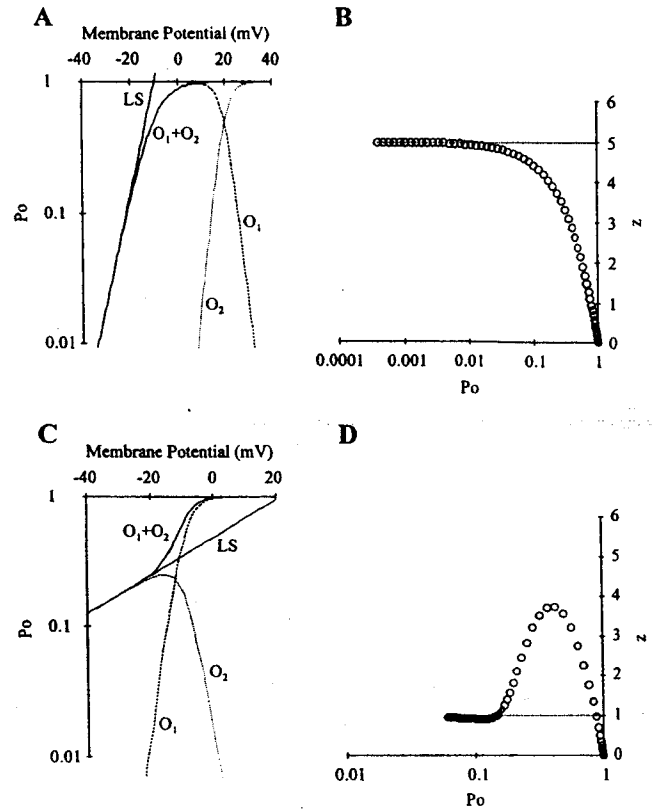 A
Membrane Potential (mV)
-40 -20 0 20 40
1
0.1
0.01
Po
LS
O₁+O₂
O₁
O₂
B
6
5
4
3
2
1
0
z
0.0001 0.001 0.01 0.1 1
Po
C
Membrane Potential (mV)
-40 -20 0 20
1
0.1
0.01
Po
O₁+O₂
LS
O₂
O₁
D
6
5
4
3
2
1
0
z
0.01 0.1 1
Po